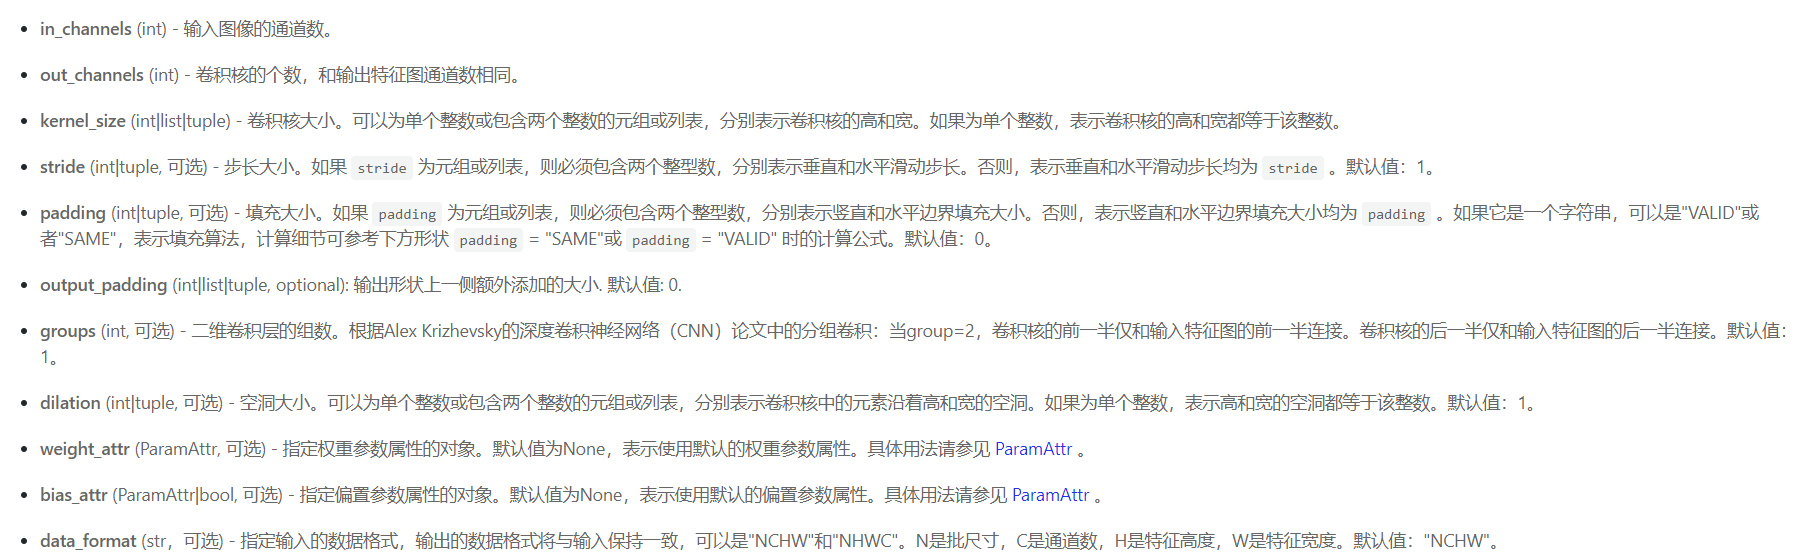 in_channels (int) - 输入图像的通道数。
out_channels (int) - 卷积核的个数，和输出特征图通道数相同。
kernel_size (int|list|tuple) - 卷积核大小。可以为单个整数或包含两个整数的元组或列表，分别表示卷积核的高和宽。如果为单个整数，表示卷积核的高和宽都等于该整数。
stride (int|tuple, 可选) - 步长大小。如果 stride 为元组或列表，则必须包含两个整型数，分别表示垂直和水平滑动步长。否则，表示垂直和水平滑动步长均为 stride 。默认值：1。
padding (int|tuple, 可选) - 填充大小。如果 padding 为元组或列表，则必须包含两个整型数，分别表示竖直和水平边界填充大小。否则，表示竖直和水平边界填充大小均为 padding 。如果它是一个字符串，可以是"VALID"或
者"SAME"，表示填充算法，计算细节可参考下方形状 padding = "SAME"或 padding = "VALID" 时的计算公式。默认值：0。
output_padding (int|list|tuple, optional): 输出形状上一侧额外添加的大小. 默认值: 0.
groups (int, 可选) - 二维卷积层的组数。根据Alex Krizhevsky的深度卷积神经网络（CNN）论文中的分组卷积：当group=2，卷积核的前一半仅和输入特征图的前一半连接。卷积核的后一半仅和输入特征图的后一半连接。默认值：
1。
dilation (int|tuple, 可选) - 空洞大小。可以为单个整数或包含两个整数的元组或列表，分别表示卷积核中的元素沿着高和宽的空洞。如果为单个整数，表示高和宽的空洞都等于该整数。默认值：1。
weight_attr (ParamAttr, 可选) - 指定权重参数属性的对象。默认值为None，表示使用默认的权重参数属性。具体用法请参见 ParamAttr 。
bias_attr (ParamAttr|bool, 可选) - 指定偏置参数属性的对象。默认值为None，表示使用默认的偏置参数属性。具体用法请参见 ParamAttr 。
data_format (str，可选) - 指定输入的数据格式，输出的数据格式将与输入保持一致，可以是"NCHW"和"NHWC"。N是批尺寸，C是通道数，H是特征高度，W是特征宽度。默认值："NCHW"。